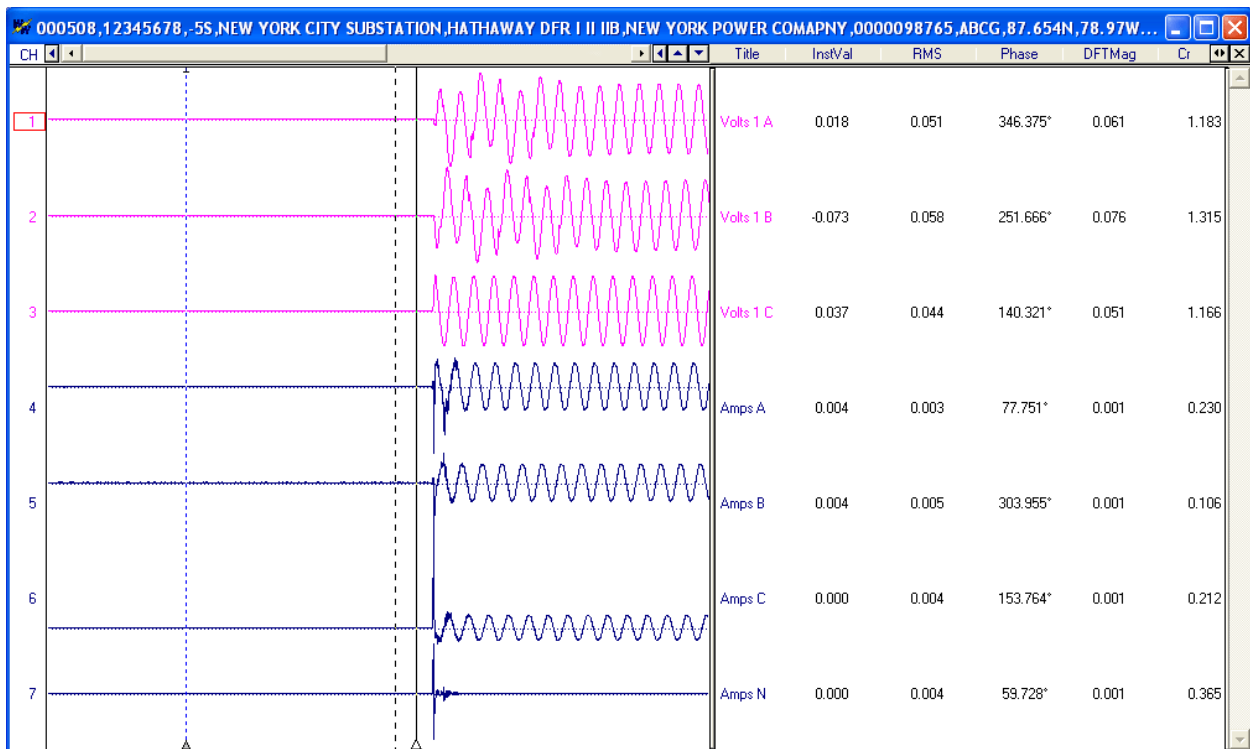 000508,12345678,-5S,NEW YORK CITY SUBSTATION,HATHAWAY DFR I II IIB,NEW YORK POWER COMAPNY,0000098765,ABCG,87.654N,78.97W...
CH Title InstVal RMS Phase DFTMag Cr
1 Volts 1 A 0.018 0.051 346.375° 0.061 1.183
2 Volts 1 B -0.073 0.058 251.666° 0.076 1.315
3 Volts 1 C 0.037 0.044 140.321° 0.051 1.166
4 Amps A 0.004 0.003 77.751° 0.001 0.230
5 Amps B 0.004 0.005 303.955° 0.001 0.106
6 Amps C 0.000 0.004 153.764° 0.001 0.212
7 Amps N 0.000 0.004 59.728° 0.001 0.365